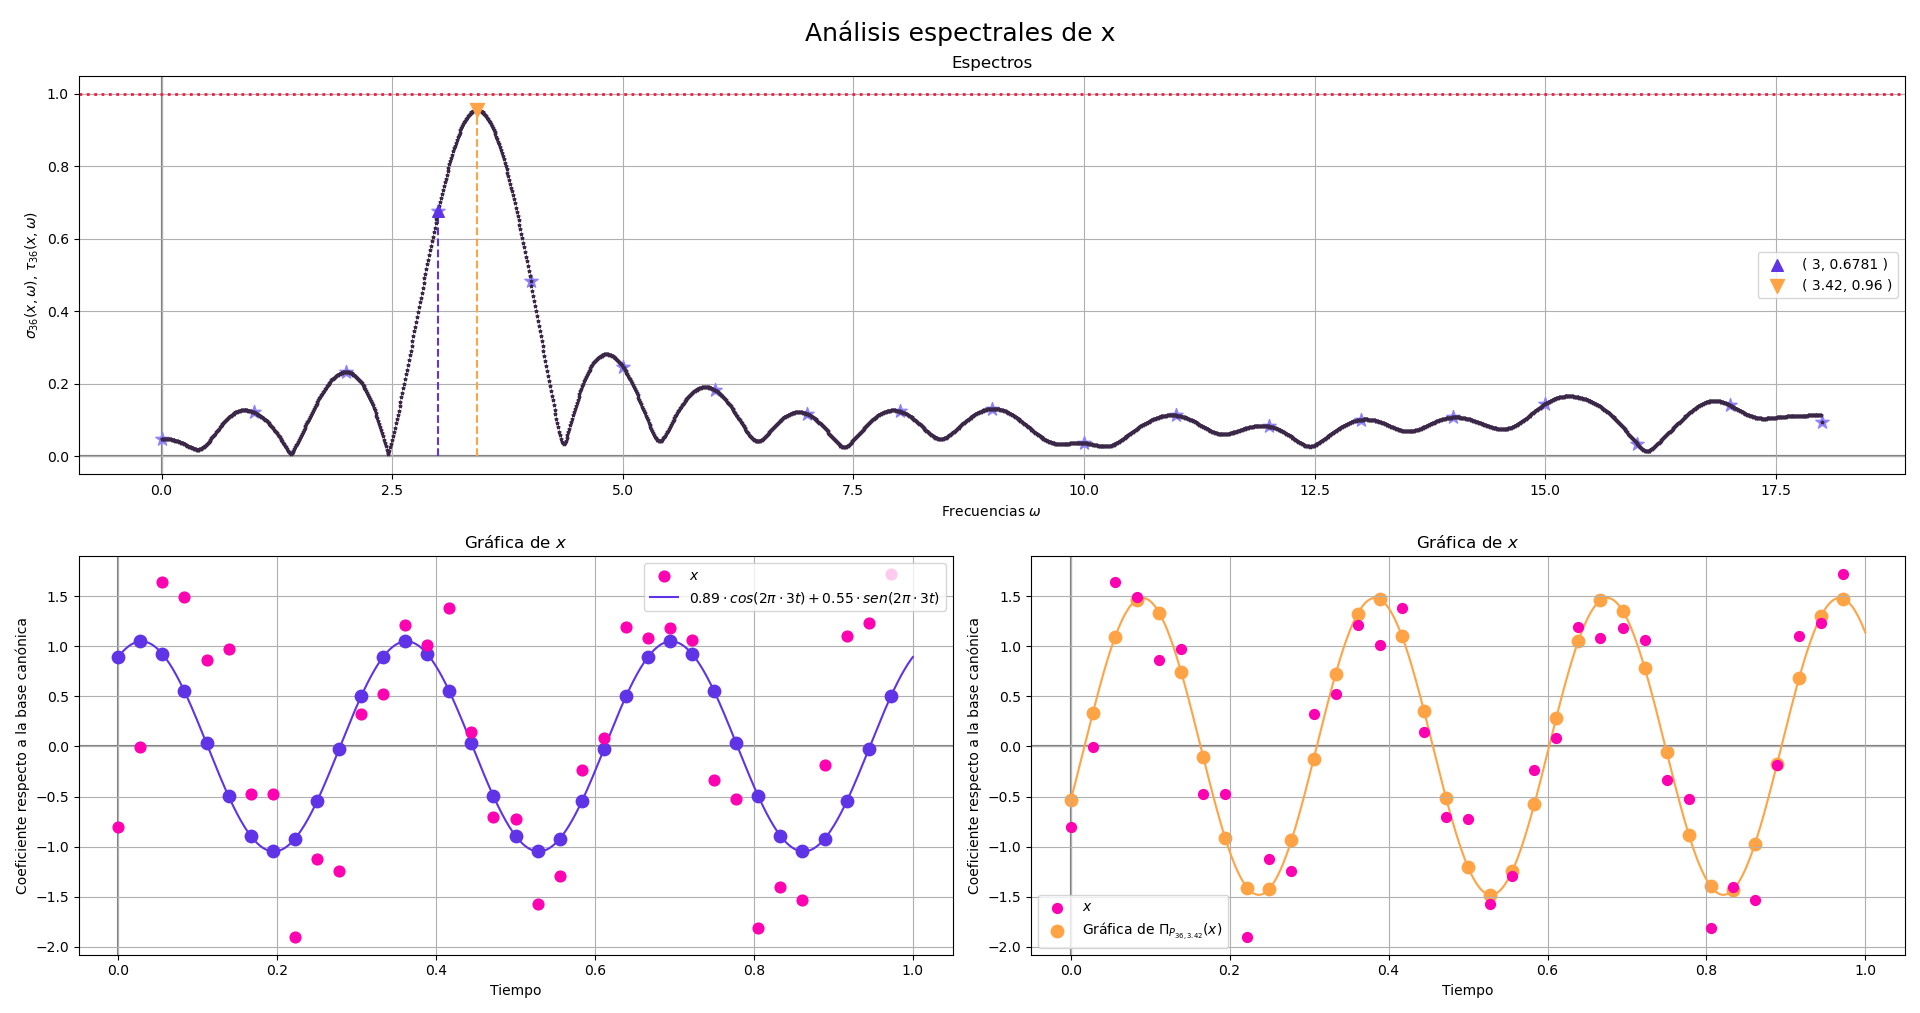 Análisis espectrales de x
Espectros
1.0
0.8
0.6
0.4
0.2
0.0
σ₃₆(x, ω), τ₃₆(x, ω)
( 3, 0.6781 )
( 3.42, 0.96 )
0.0 2.5 5.0 7.5 10.0 12.5 15.0 17.5
Frecuencias ω
Gráfica de x
1.5
1.0
0.5
0.0
−0.5
−1.0
−1.5
−2.0
Coeficiente respecto a la base canónica
x
0.89 · cos(2π · 3t) + 0.55 · sen(2π · 3t)
0.0 0.2 0.4 0.6 0.8 1.0
Tiempo
Gráfica de x
1.5
1.0
0.5
0.0
−0.5
−1.0
−1.5
−2.0
Coeficiente respecto a la base canónica
x
Gráfica de Π_{P_{36,3.42}}(x)
0.0 0.2 0.4 0.6 0.8 1.0
Tiempo